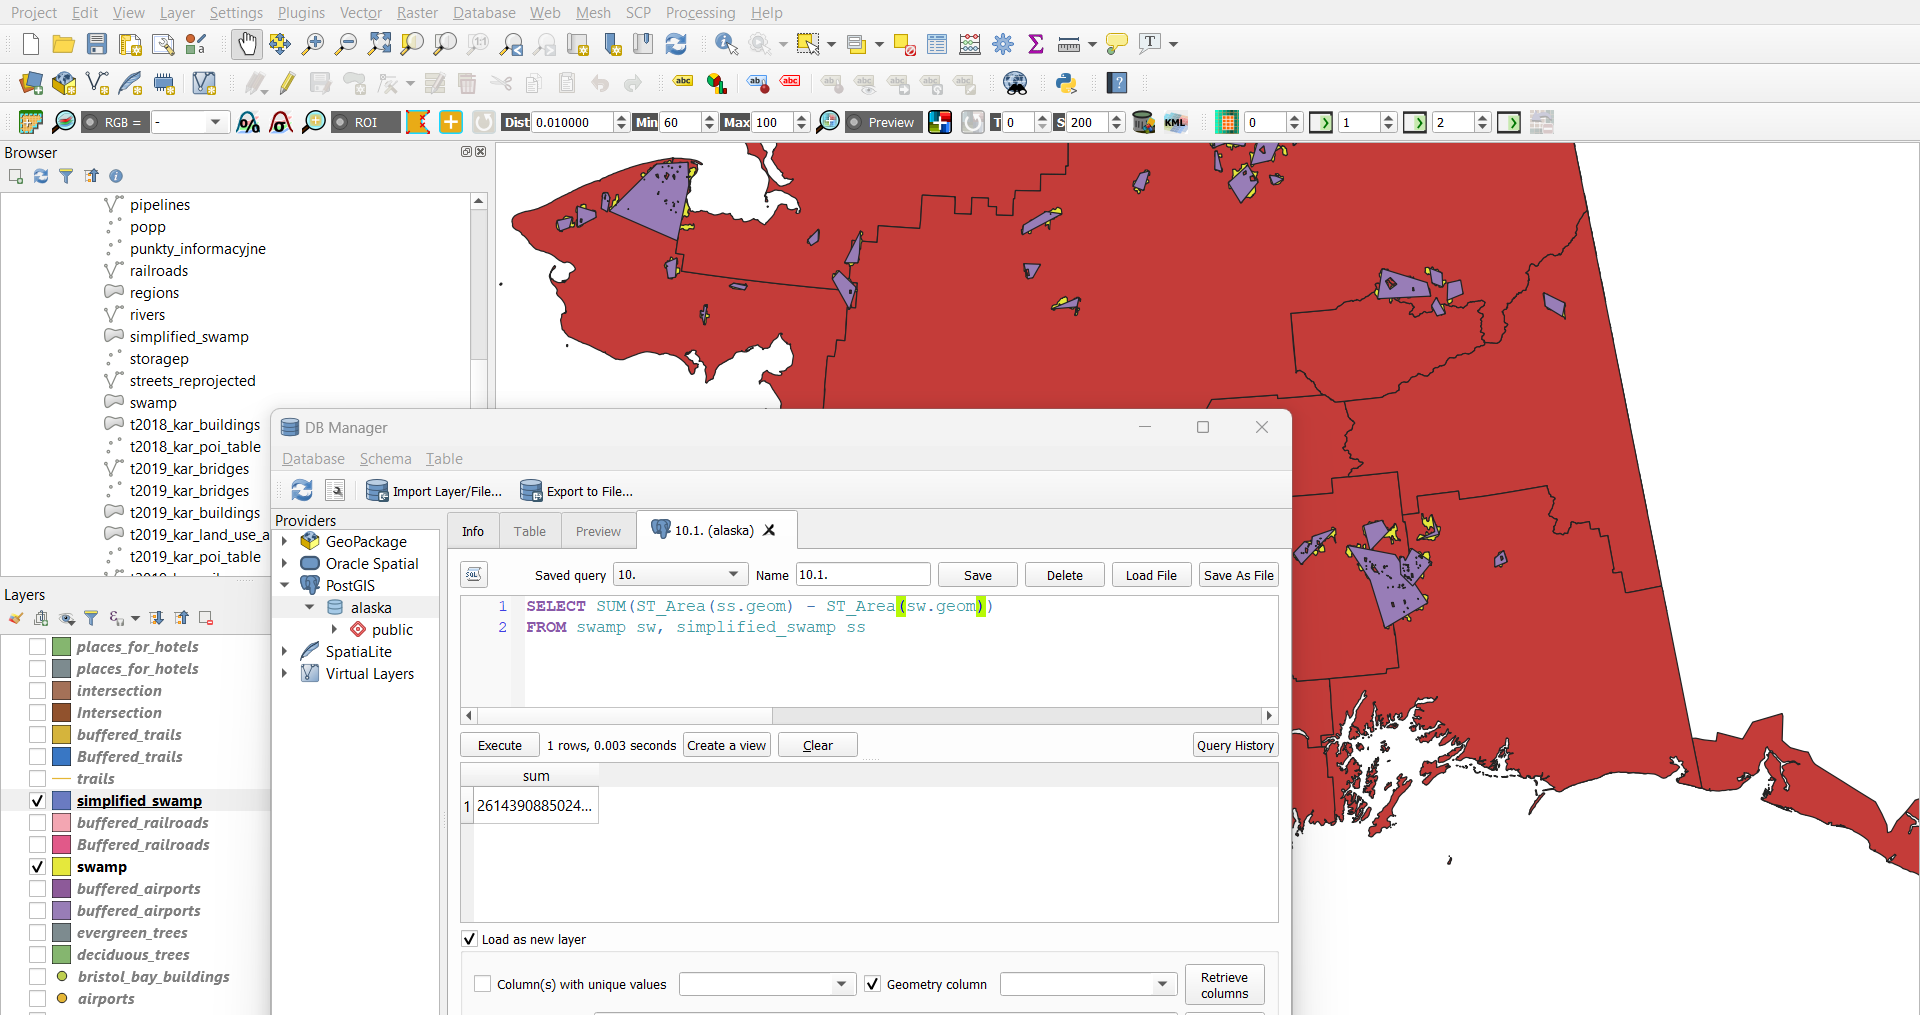 Project Edit View Layer Settings Plugins Vector Raster Database Web Mesh SCP Processing Help
RGB = - ROI Dist 0.010000 Min 60 Max 100 Preview T 0 S 200 KML 0 1 2
Browser
pipelines
popp
punkty_informacyjne
railroads
regions
rivers
simplified_swamp
storagep
streets_reprojected
swamp
t2018_kar_buildings
t2018_kar_poi_table
t2019_kar_bridges
t2019_kar_bridges
t2019_kar_buildings
t2019_kar_land_use_a
t2019_kar_poi_table
Layers
places_for_hotels
places_for_hotels
intersection
Intersection
buffered_trails
Buffered_trails
trails
simplified_swamp
buffered_railroads
Buffered_railroads
swamp
buffered_airports
buffered_airports
evergreen_trees
deciduous_trees
bristol_bay_buildings
airports
DB Manager
Database Schema Table
Import Layer/File... Export to File...
Providers
GeoPackage
Oracle Spatial
PostGIS
alaska
public
SpatiaLite
Virtual Layers
Info Table Preview 10.1. (alaska)
Saved query 10. Name 10.1. Save Delete Load File Save As File
1 SELECT SUM(ST_Area(ss.geom) - ST_Area(sw.geom))
2 FROM swamp sw, simplified_swamp ss
Execute 1 rows, 0.003 seconds Create a view Clear Query History
sum
1 2614390885024...
Load as new layer
Column(s) with unique values Geometry column Retrieve columns